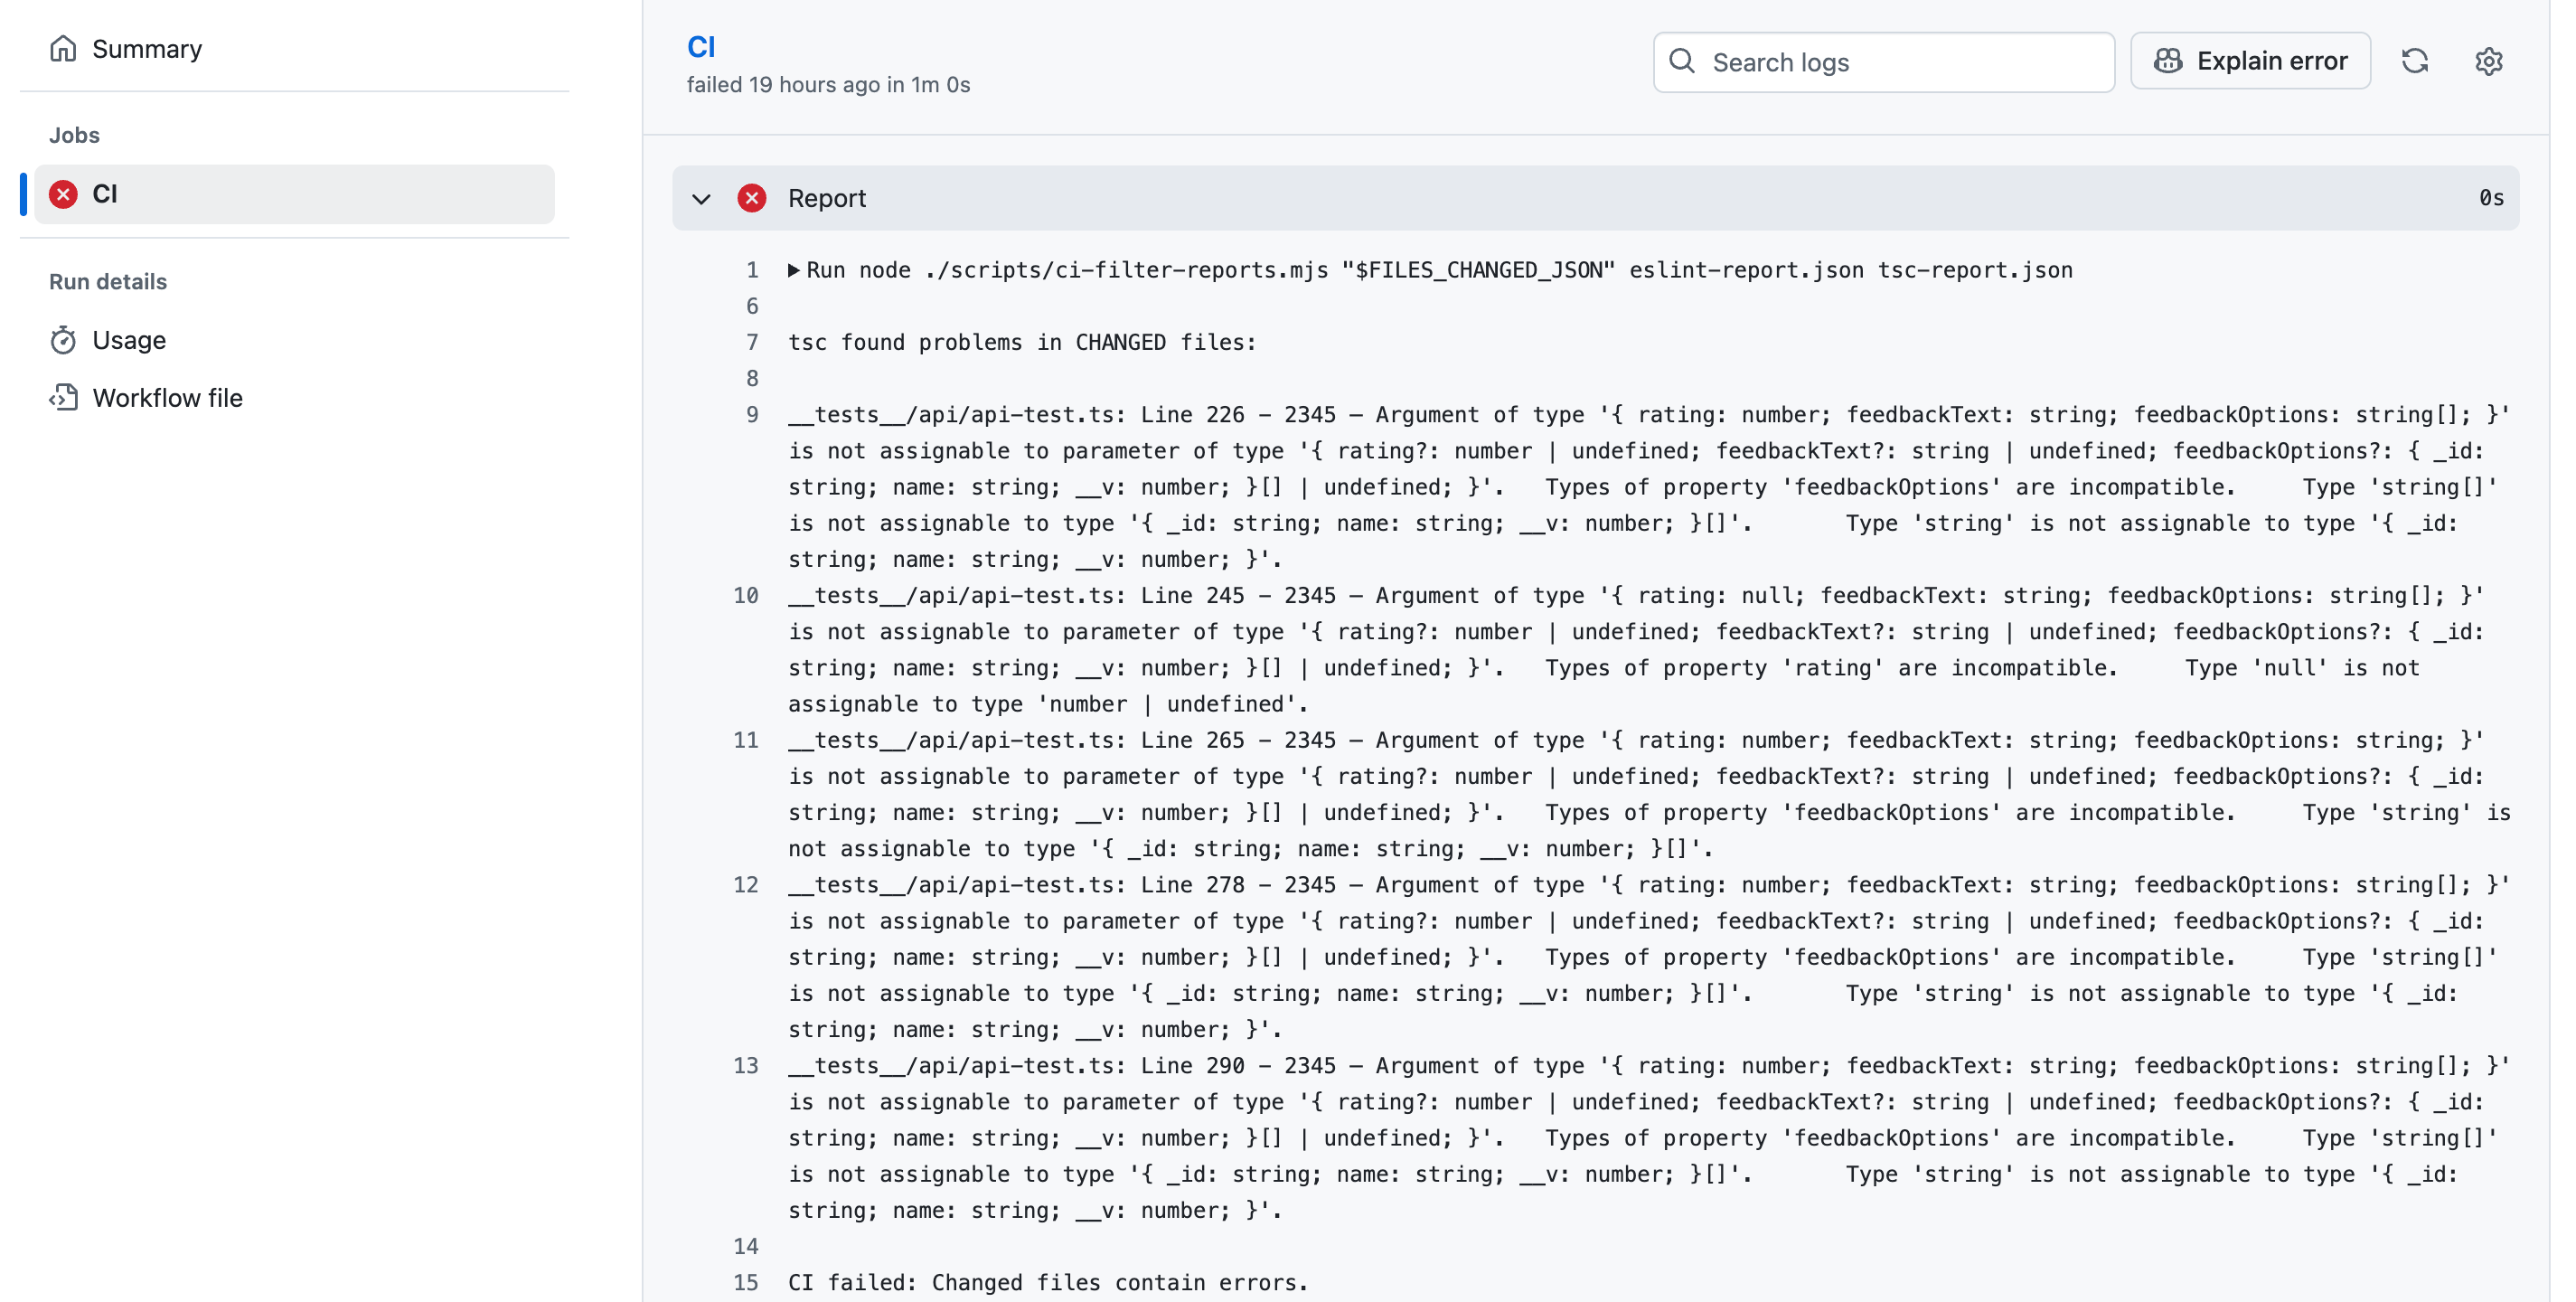 Summary
Jobs
CI
Run details
Usage
Workflow file
CI
failed 19 hours ago in 1m 0s
Search logs
Explain error
Report
0s
1 Run node ./scripts/ci-filter-reports.mjs "$FILES_CHANGED_JSON" eslint-report.json tsc-report.json
6
7 tsc found problems in CHANGED files:
8
9 __tests__/api/api-test.ts: Line 226 - 2345 — Argument of type '{ rating: number; feedbackText: string; feedbackOptions: string[]; }'
is not assignable to parameter of type '{ rating?: number | undefined; feedbackText?: string | undefined; feedbackOptions?: { _id:
string; name: string; __v: number; }[] | undefined; }'.   Types of property 'feedbackOptions' are incompatible.     Type 'string[]'
is not assignable to type '{ _id: string; name: string; __v: number; }[]'.       Type 'string' is not assignable to type '{ _id:
string; name: string; __v: number; }'.
10 __tests__/api/api-test.ts: Line 245 - 2345 — Argument of type '{ rating: null; feedbackText: string; feedbackOptions: string[]; }'
is not assignable to parameter of type '{ rating?: number | undefined; feedbackText?: string | undefined; feedbackOptions?: { _id:
string; name: string; __v: number; }[] | undefined; }'.   Types of property 'rating' are incompatible.     Type 'null' is not
assignable to type 'number | undefined'.
11 __tests__/api/api-test.ts: Line 265 - 2345 — Argument of type '{ rating: number; feedbackText: string; feedbackOptions: string; }'
is not assignable to parameter of type '{ rating?: number | undefined; feedbackText?: string | undefined; feedbackOptions?: { _id:
string; name: string; __v: number; }[] | undefined; }'.   Types of property 'feedbackOptions' are incompatible.     Type 'string' is
not assignable to type '{ _id: string; name: string; __v: number; }[]'.
12 __tests__/api/api-test.ts: Line 278 - 2345 — Argument of type '{ rating: number; feedbackText: string; feedbackOptions: string[]; }'
is not assignable to parameter of type '{ rating?: number | undefined; feedbackText?: string | undefined; feedbackOptions?: { _id:
string; name: string; __v: number; }[] | undefined; }'.   Types of property 'feedbackOptions' are incompatible.     Type 'string[]'
is not assignable to type '{ _id: string; name: string; __v: number; }[]'.       Type 'string' is not assignable to type '{ _id:
string; name: string; __v: number; }'.
13 __tests__/api/api-test.ts: Line 290 - 2345 — Argument of type '{ rating: number; feedbackText: string; feedbackOptions: string[]; }'
is not assignable to parameter of type '{ rating?: number | undefined; feedbackText?: string | undefined; feedbackOptions?: { _id:
string; name: string; __v: number; }[] | undefined; }'.   Types of property 'feedbackOptions' are incompatible.     Type 'string[]'
is not assignable to type '{ _id: string; name: string; __v: number; }[]'.       Type 'string' is not assignable to type '{ _id:
string; name: string; __v: number; }'.
14
15 CI failed: Changed files contain errors.